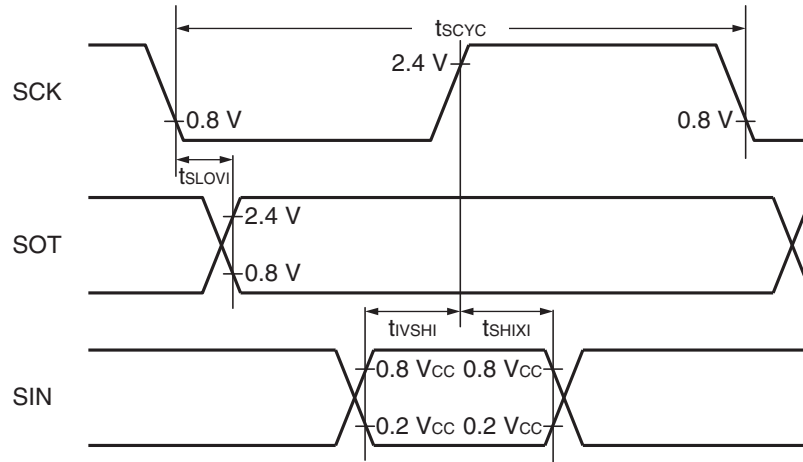 tSCYC
SCK
2.4 V
0.8 V
0.8 V
tSLOVI
SOT
2.4 V
0.8 V
tIVSHI
tSHIXI
SIN
0.8 VCC 0.8 VCC
0.2 VCC 0.2 VCC